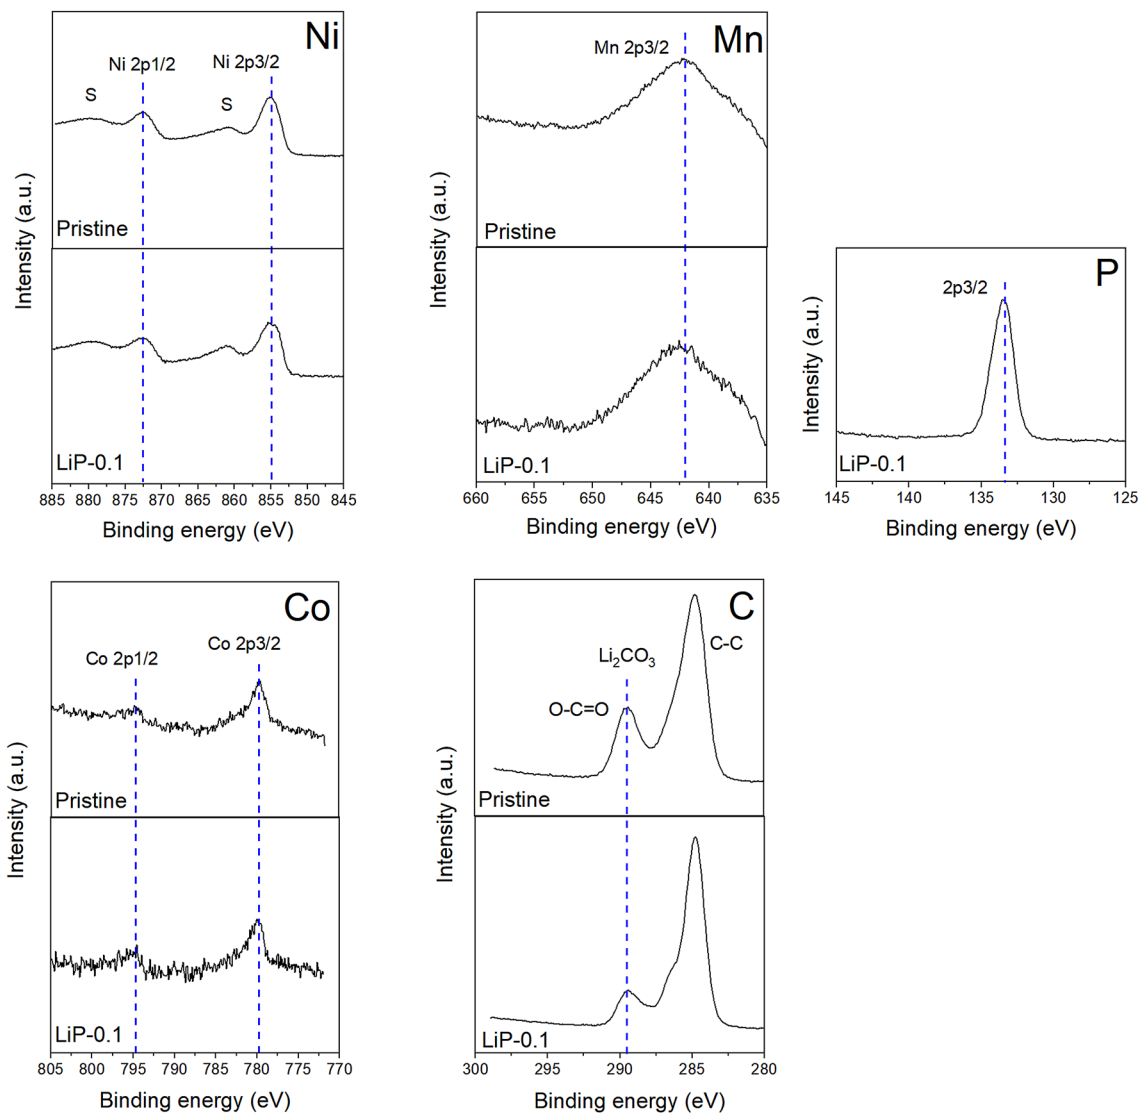 Ni
Ni 2p1/2
Ni 2p3/2
S
S
Pristine
LiP-0.1
Intensity (a.u.)
885 880 875 870 865 860 855 850 845
Binding energy (eV)
Mn
Mn 2p3/2
Pristine
LiP-0.1
Intensity (a.u.)
660 655 650 645 640 635
Binding energy (eV)
P
2p3/2
LiP-0.1
Intensity (a.u.)
145 140 135 130 125
Binding energy (eV)
Co
Co 2p1/2
Co 2p3/2
Pristine
LiP-0.1
Intensity (a.u.)
805 800 795 790 785 780 775 770
Binding energy (eV)
C
Li₂CO₃
C-C
O-C=O
Pristine
LiP-0.1
Intensity (a.u.)
300 295 290 285 280
Binding energy (eV)